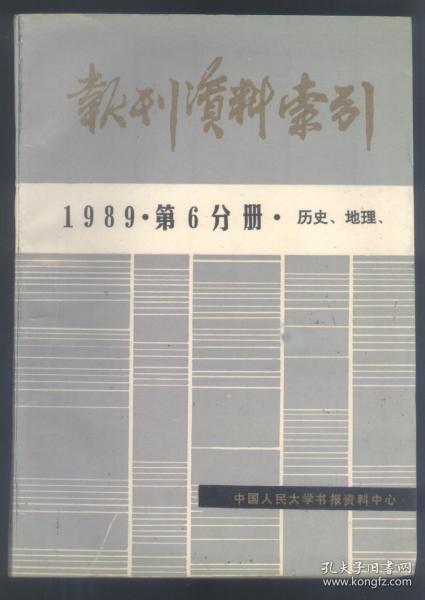 報刊资料索引
1989·第6分册· 历史、地理、
中国人民大学书报资料中心
孔夫子旧书网
www.kongfz.com